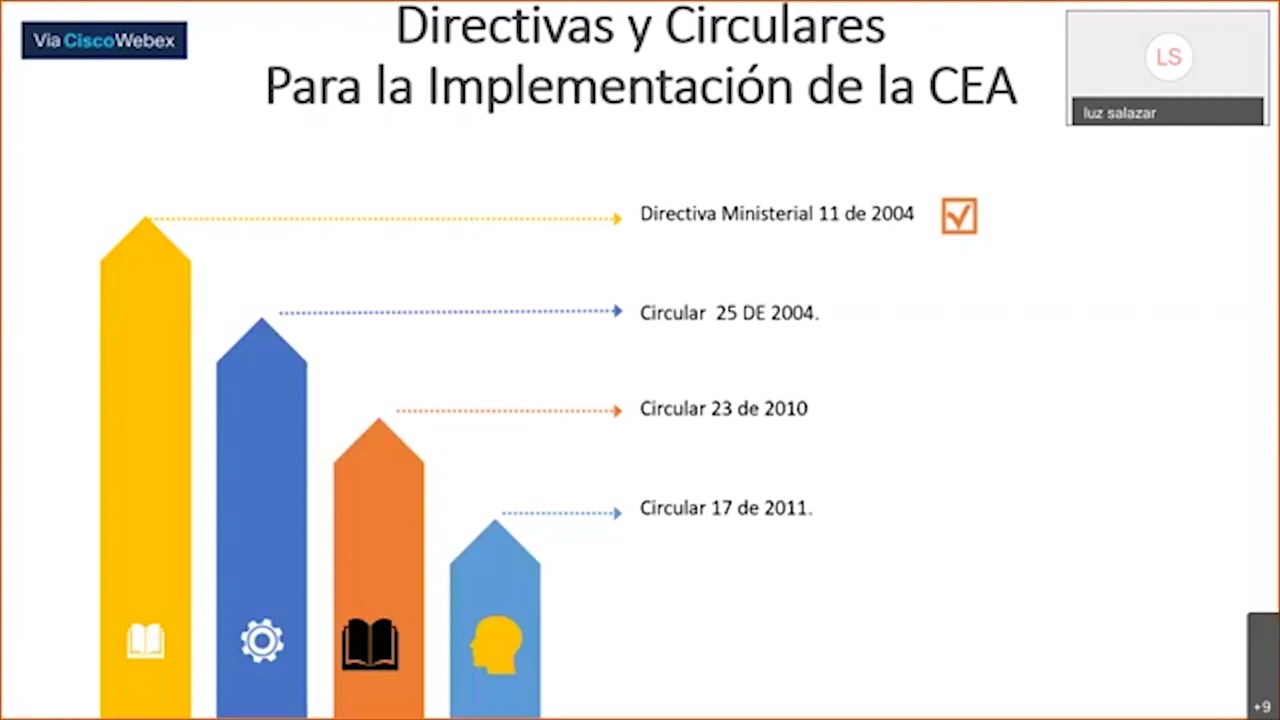 Directivas y Circulares
Para la Implementación de la CEA
Vía CiscoWebex
LS
luz salazar
Directiva Ministerial 11 de 2004
Circular 25 DE 2004.
Circular 23 de 2010
Circular 17 de 2011.
+9